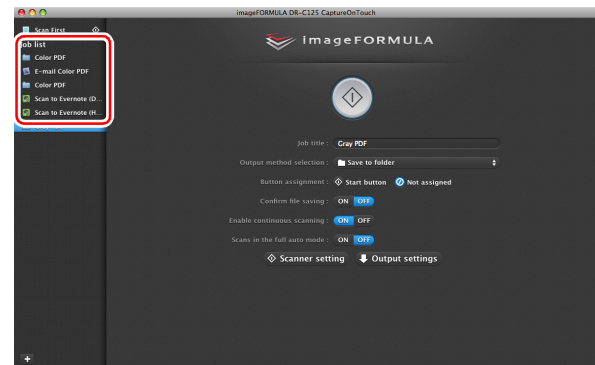 imageFORMULA DR-C125 CaptureOnTouch
Scan First
Job list
Color PDF
E-mail Color PDF
Color PDF
Scan to Evernote (D...
Scan to Evernote (H...
imageFORMULA
Job title : Gray PDF
Output method selection : Save to folder
Button assignment : Start button Not assigned
Confirm file saving : ON OFF
Enable continuous scanning : ON OFF
Scans in the full auto mode : ON OFF
Scanner setting Output settings
+